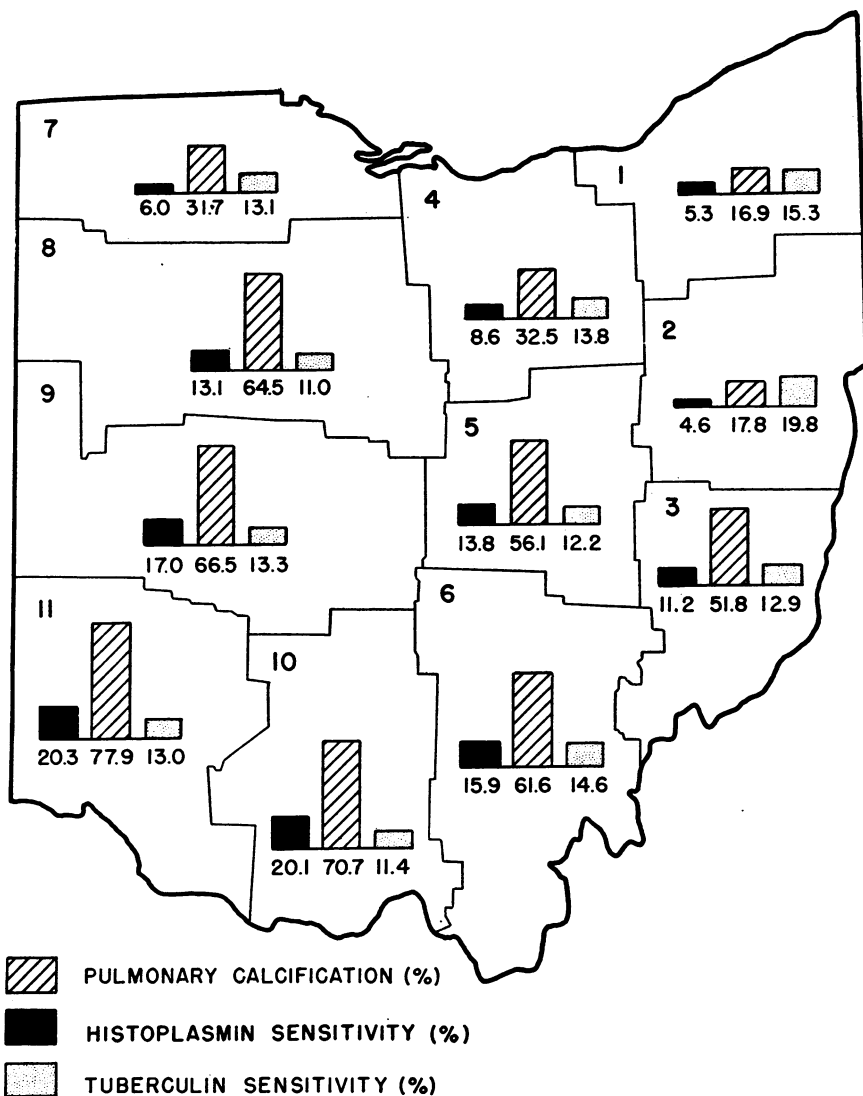 7
6.0 31.7 13.1
1
5.3 16.9 15.3
4
8.6 32.5 13.8
8
13.1 64.5 11.0
2
4.6 17.8 19.8
9
17.0 66.5 13.3
5
13.8 56.1 12.2
3
11.2 51.8 12.9
11
20.3 77.9 13.0
10
20.1 70.7 11.4
6
15.9 61.6 14.6
PULMONARY CALCIFICATION (%)
HISTOPLASMIN SENSITIVITY (%)
TUBERCULIN SENSITIVITY (%)